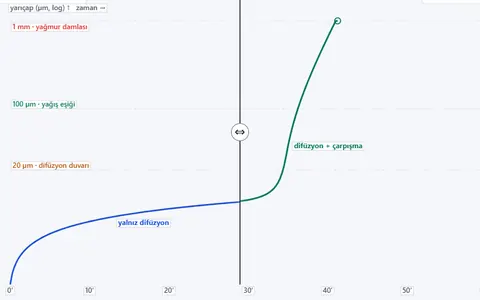 yarıçap (µm, log) ↑ zaman →
1 mm · yağmur damlası
100 µm · yağış eşiği
difüzyon + çarpışma
20 µm · difüzyon duvarı
yalnız difüzyon
0' 10' 20' 30' 40' 50' 6